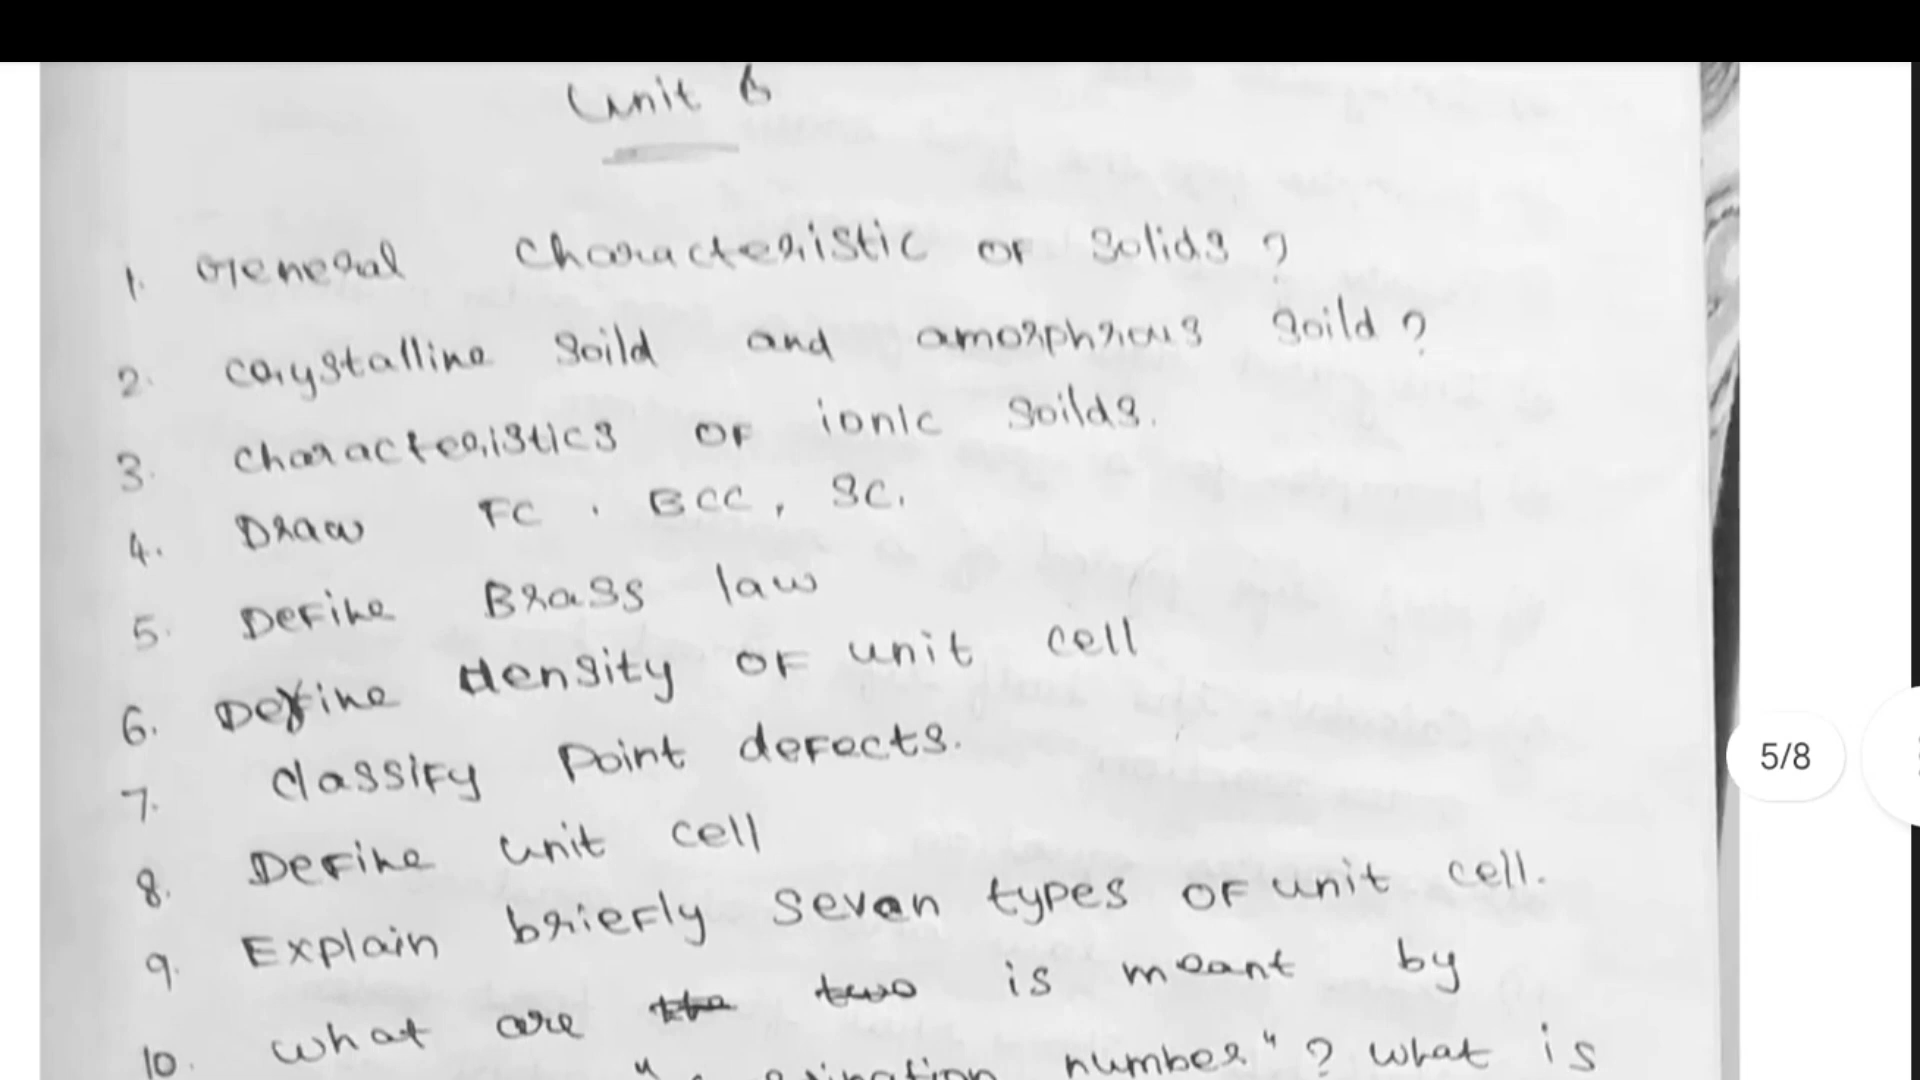 Unit 6
1. General characteristic of solids?
2. crystalline soild and amorphrous soild?
3. characteristics of ionic soilds.
4. Draw FC, BCC, SC.
5. Define Brass law
6. Define density of unit cell
7. classify point defects.
8. Define unit cell
9. Explain briefly seven types of unit cell.
10. what are the two is meant by
number"? what is
5/8